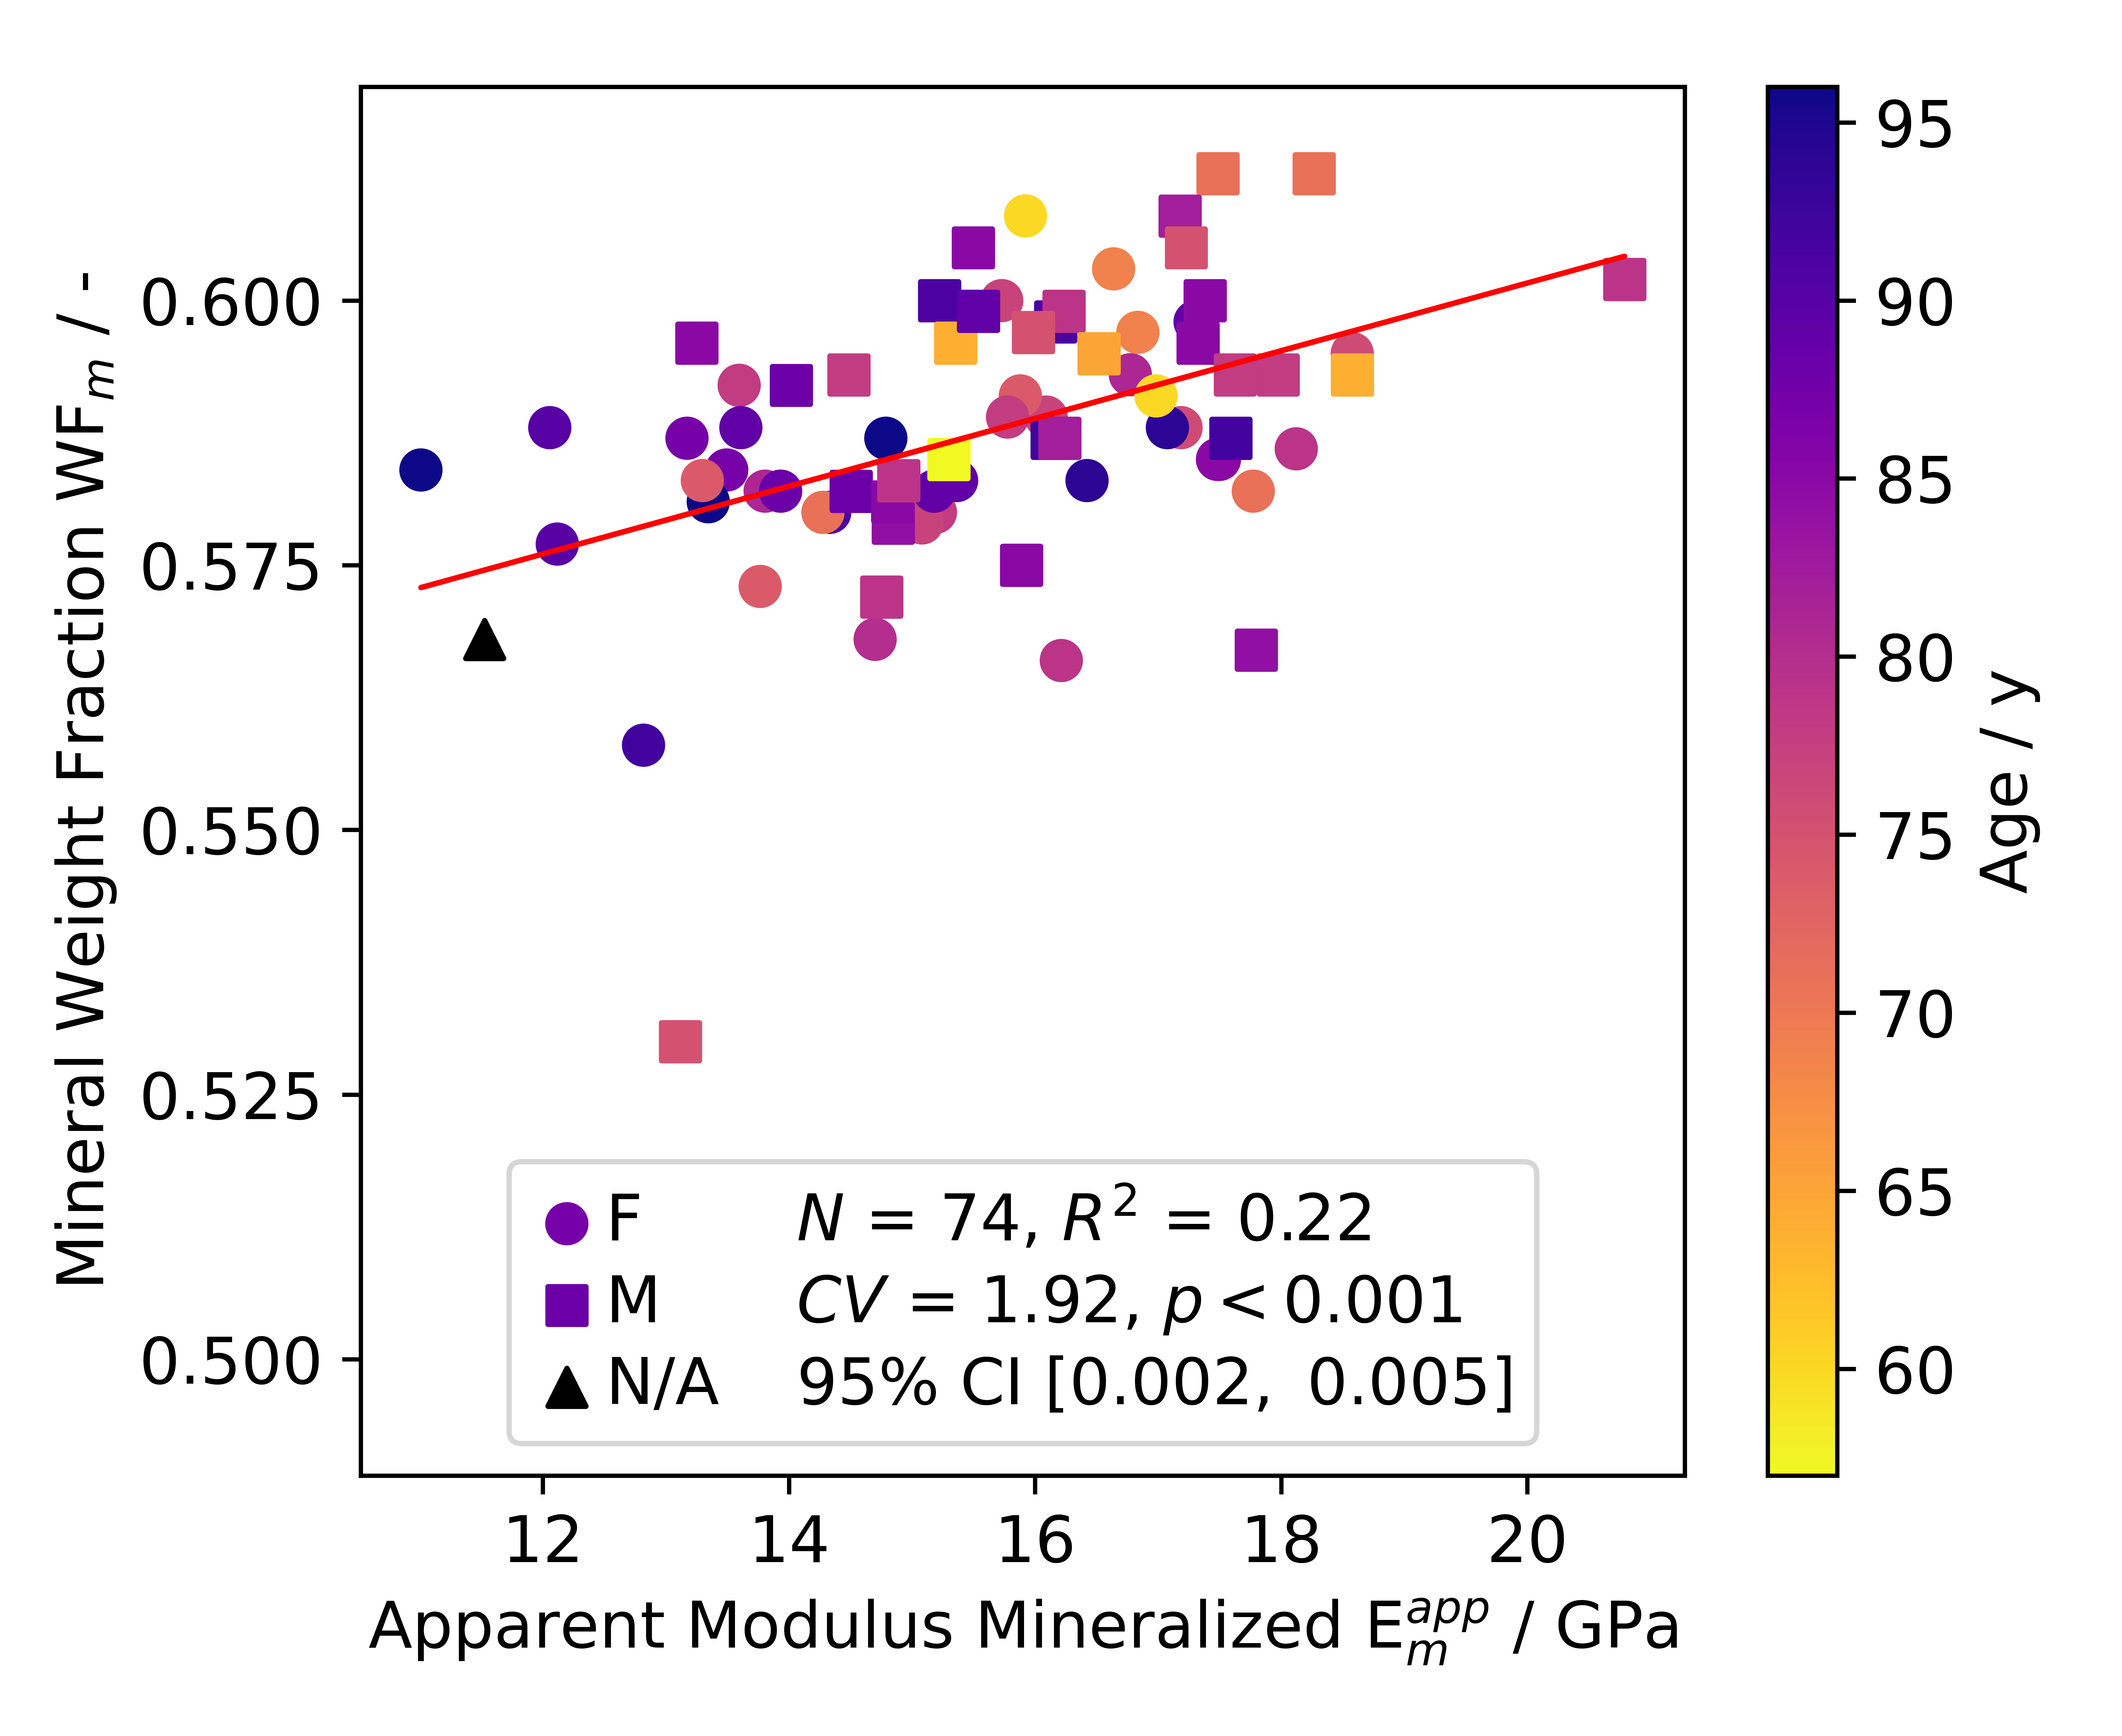 Mineral Weight Fraction WFm / -
0.600
0.575
0.550
0.525
0.500
F
M
N/A
N = 74, R² = 0.22
CV = 1.92, p < 0.001
95% CI [0.002, 0.005]
12 14 16 18 20
Apparent Modulus Mineralized E_m^app / GPa
95
90
85
80
75
70
65
60
Age / y